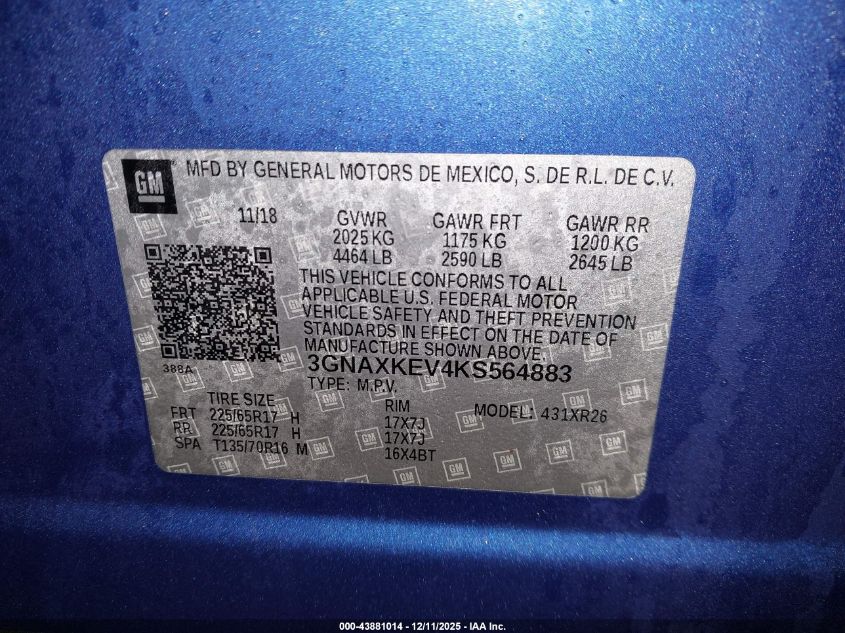 GM
MFD BY GENERAL MOTORS DE MEXICO, S. DE R.L. DE C.V.
11/18 GVWR GAWR FRT GAWR RR
2025 KG 1175 KG 1200 KG
4464 LB 2590 LB 2645 LB
THIS VEHICLE CONFORMS TO ALL
APPLICABLE U.S. FEDERAL MOTOR
VEHICLE SAFETY AND THEFT PREVENTION
STANDARDS IN EFFECT ON THE DATE OF
MANUFACTURE SHOWN ABOVE.
388A
3GNAXKEV4KS564883
TYPE: M.P.V.
TIRE SIZE RIM MODEL: 431XR26
FRT 225/65R17 H 17X7J
RR 225/65R17 H 17X7J
SPA T135/70R16 M 16X4BT
000-43881014 - 12/11/2025 - IAA Inc.